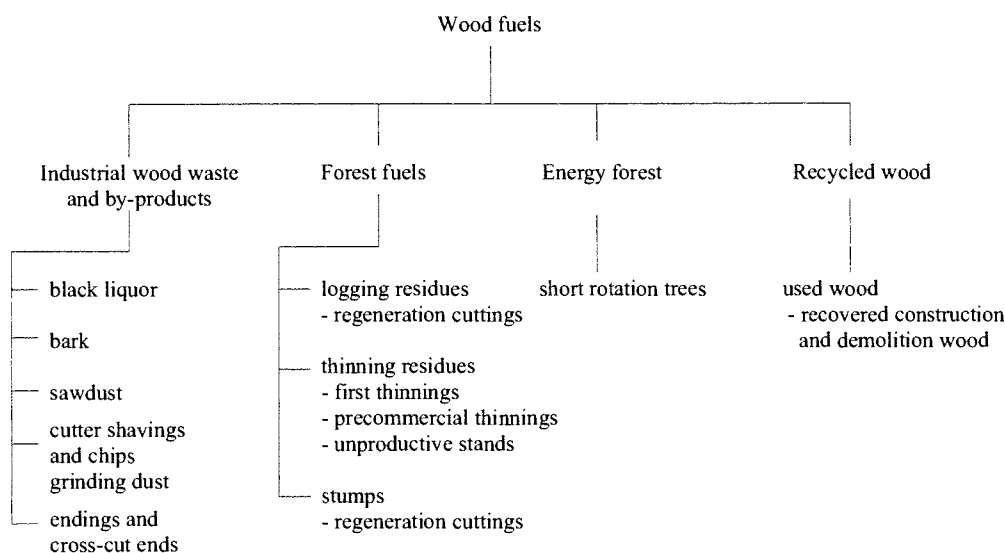 Wood fuels
Industrial wood waste
and by-products
black liquor
bark
sawdust
cutter shavings
and chips
grinding dust
endings and
cross-cut ends
Forest fuels
logging residues
- regeneration cuttings
thinning residues
- first thinnings
- precommercial thinnings
- unproductive stands
stumps
- regeneration cuttings
Energy forest
short rotation trees
Recycled wood
used wood
- recovered construction
and demolition wood